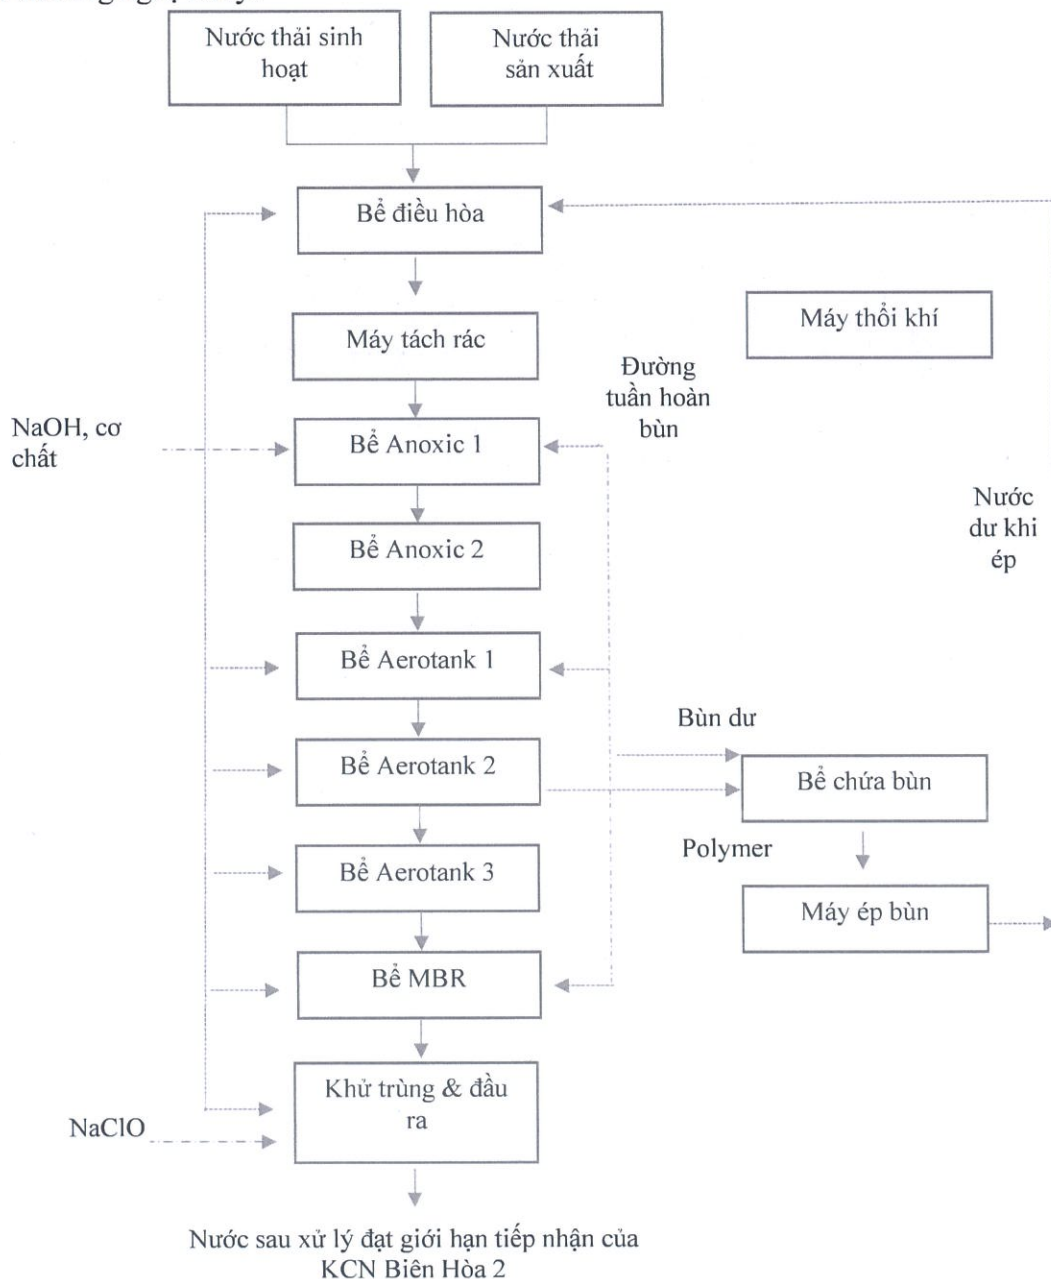 Nước thải sinh
hoạt
Nước thải
sản xuất
Bể điều hòa
Máy tách rác
Máy thổi khí
Đường
tuần hoàn
bùn
NaOH, cơ
chất
Bể Anoxic 1
Nước
dư khi
ép
Bể Anoxic 2
Bể Aerotank 1
Bùn dư
Bể Aerotank 2
Bể chứa bùn
Polymer
Bể Aerotank 3
Máy ép bùn
Bể MBR
Khử trùng & đầu
ra
NaClO
Nước sau xử lý đạt giới hạn tiếp nhận của
KCN Biên Hòa 2